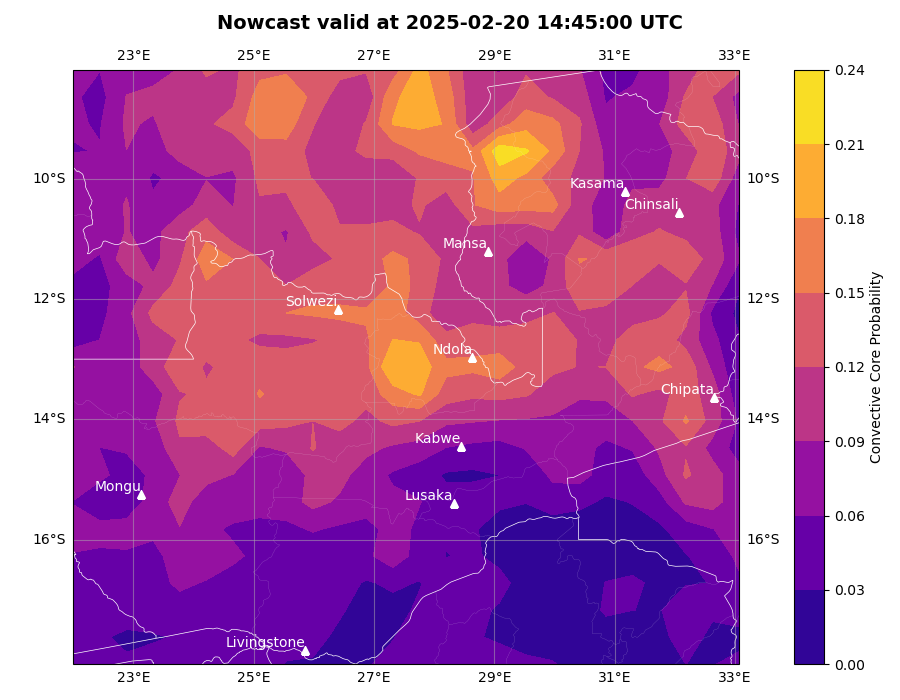 Nowcast valid at 2025-02-20 14:45:00 UTC
23°E 25°E 27°E 29°E 31°E 33°E
0.24
0.21
10°S Kasama 10°S
Chinsali
0.18
Mansa
0.15
12°S Solwezi 12°S
0.12
Ndola
Chipata
14°S 14°S
0.09
Kabwe
Mongu Lusaka
0.06
16°S 16°S
0.03
Livingstone
0.00
23°E 25°E 27°E 29°E 31°E 33°E
Convective Core Probability